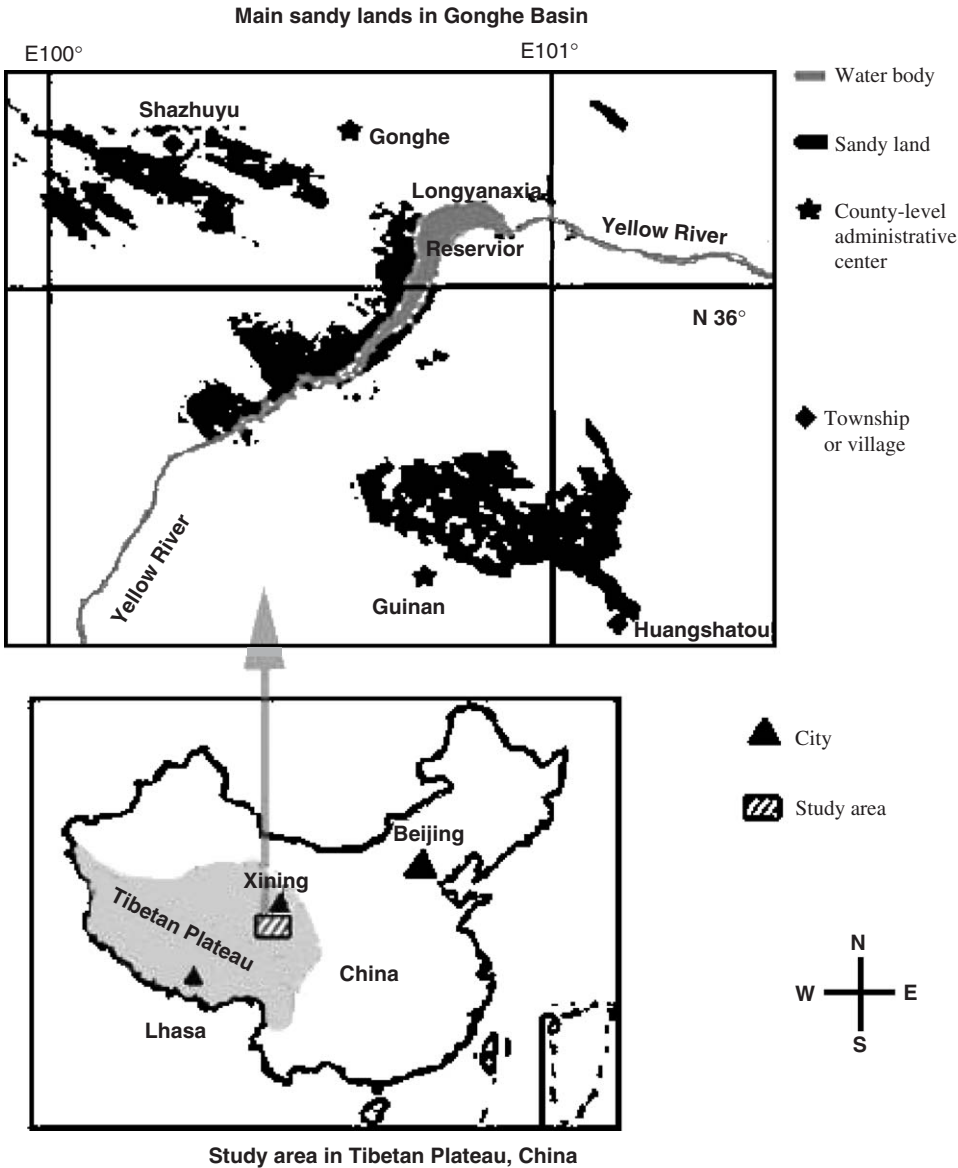 Main sandy lands in Gonghe Basin
E100°
E101°
Shazhuyu
Gonghe
Longyanaxia
Reservior
Yellow River
N 36°
Yellow River
Guinan
Huangshatou
Water body
Sandy land
County-level
administrative
center
Township
or village
Beijing
Xining
Tibetan Plateau
China
Lhasa
City
Study area
N
W E
S
Study area in Tibetan Plateau, China